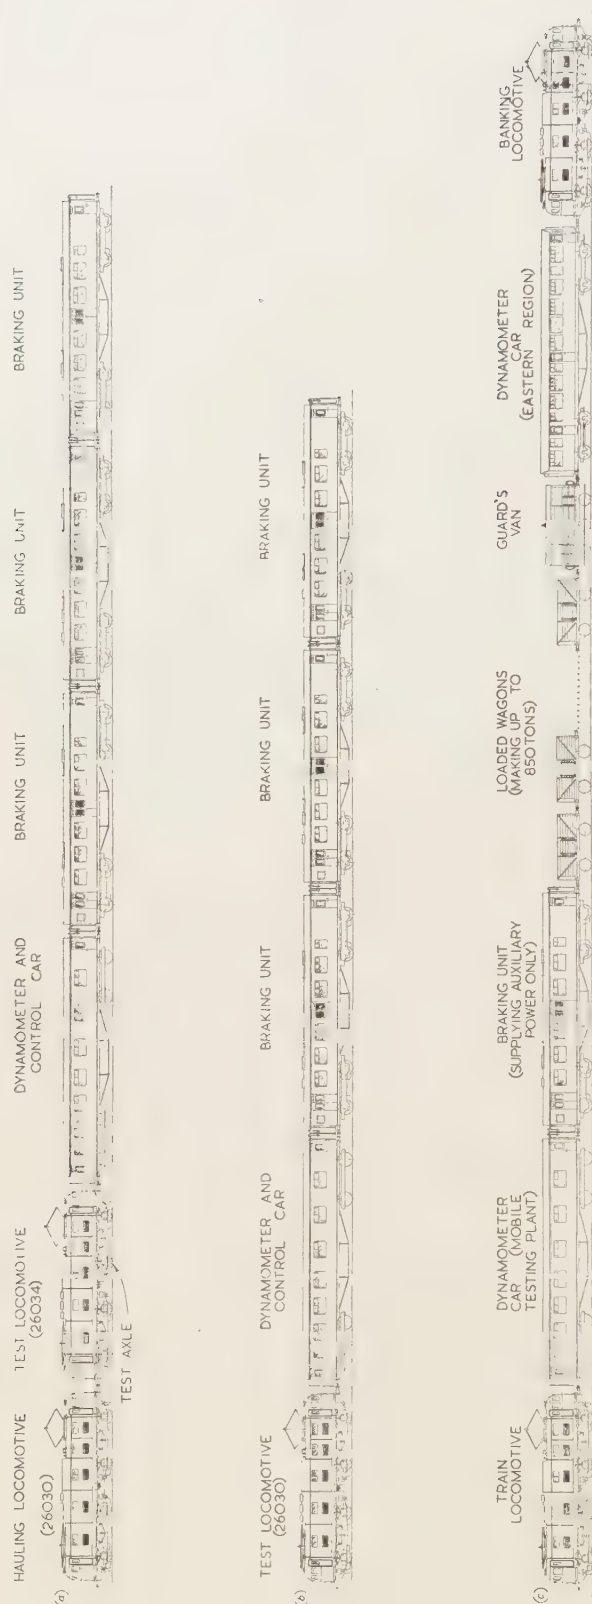 HAULING LOCOMOTIVE
(26030)
TEST LOCOMOTIVE
(26034)
DYNAMOMETER AND
CONTROL CAR
BRAKING UNIT
BRAKING UNIT
BRAKING UNIT
TEST AXLE
(a)
TEST LOCOMOTIVE
(26030)
DYNAMOMETER AND
CONTROL CAR
BRAKING UNIT
BRAKING UNIT
BRAKING UNIT
(b)
TRAIN
LOCOMOTIVE
DYNAMOMETER
CAR (MOBILE
TESTING PLANT)
BRAKING UNIT
(SUPPLYING AUXILIARY
POWER ONLY)
LOADED WAGONS
(MAKING UP TO
850 TONS)
GUARD'S
VAN
DYNAMOMETER
CAR
(EASTERN REGION)
BANKING
LOCOMOTIVE
(c)